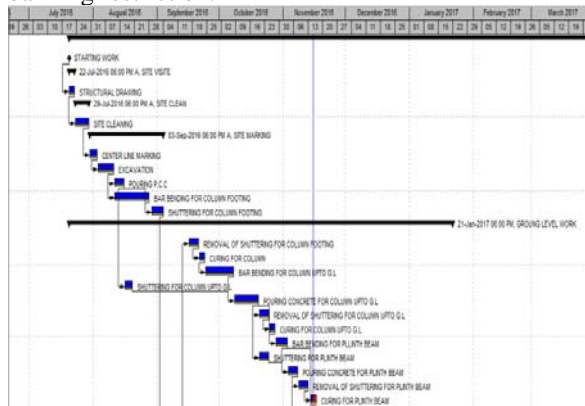 July 2016 August 2016 September 2016 October 2016 November 2016 December 2016 January 2017 February 2017 March 2017
STARTING WORK
22-Jul-2016 06:00 PM A, SITE VISITE
STRUCTURAL DRAWING
29-Jul-2016 06:00 PM A, SITE CLEAN
SITE CLEANING
03-Sep-2016 06:00 PM A, SITE MARKING
CENTER LINE MARKING
EXCAVATION
POURING P.C.C
BAR BENDING FOR COLUMN FOOTING
SHUTTERING FOR COLUMN FOOTING
21-Jan-2017 06:00 PM, GROUNG LEVEL WORK
REMOVAL OF SHUTTERING FOR COLUMN FOOTING
CURING FOR COLUMN
BAR BENDING FOR COLUMN UPTO G.L
SHUTTERING FOR COLUMN UPTO G.L
POURING CONCRETE FOR COLUMN UPTO G.L
REMOVAL OF SHUTTERING FOR COLUMN UPTO G.L
CURING FOR COLUMN UPTO G.L
BAR BENDING FOR PLINTH BEAM
SHUTTERING FOR PLINTH BEAM
POURING CONCRETE FOR PLINTH BEAM
REMOVAL OF SHUTTERING FOR PLINTH BEAM
CURING FOR PLINTH BEAM